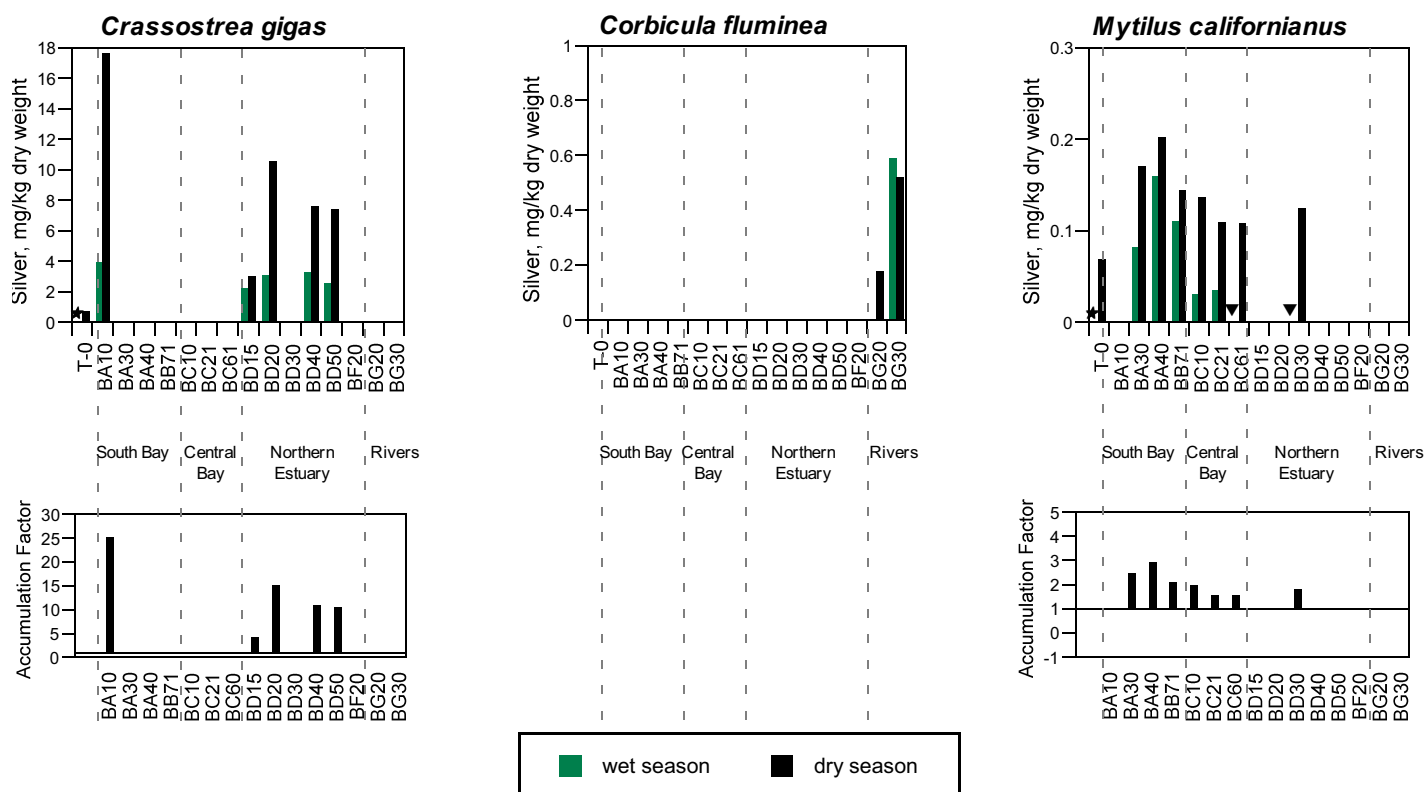 Crassostrea gigas
Silver, mg/kg dry weight
18
16
14
12
10
8
6
4
2
0
T-0
BA10
BA30
BA40
BB71
BC10
BC21
BC61
BD15
BD20
BD30
BD40
BD50
BF20
BG20
BG30
South Bay
Central
Bay
Northern
Estuary
Rivers
Accumulation Factor
30
25
20
15
10
5
0
BA10
BA30
BA40
BB71
BC10
BC21
BC60
BD15
BD20
BD30
BD40
BD50
BF20
BG20
BG30
Corbicula fluminea
Silver, mg/kg dry weight
1
0.8
0.6
0.4
0.2
0
T-0
BA10
BA30
BA40
BB71
BC10
BC21
BC61
BD15
BD20
BD30
BD40
BD50
BF20
BG20
BG30
South Bay
Central
Bay
Northern
Estuary
Rivers
Mytilus californianus
Silver, mg/kg dry weight
0.3
0.2
0.1
0
T-0
BA10
BA30
BA40
BB71
BC10
BC21
BC61
BD15
BD20
BD30
BD40
BD50
BF20
BG20
BG30
South Bay
Central
Bay
Northern
Estuary
Rivers
Accumulation Factor
5
4
3
2
1
0
-1
BA10
BA30
BA40
BB71
BC10
BC21
BC60
BD15
BD20
BD30
BD40
BD50
BF20
BG20
BG30
wet season
dry season